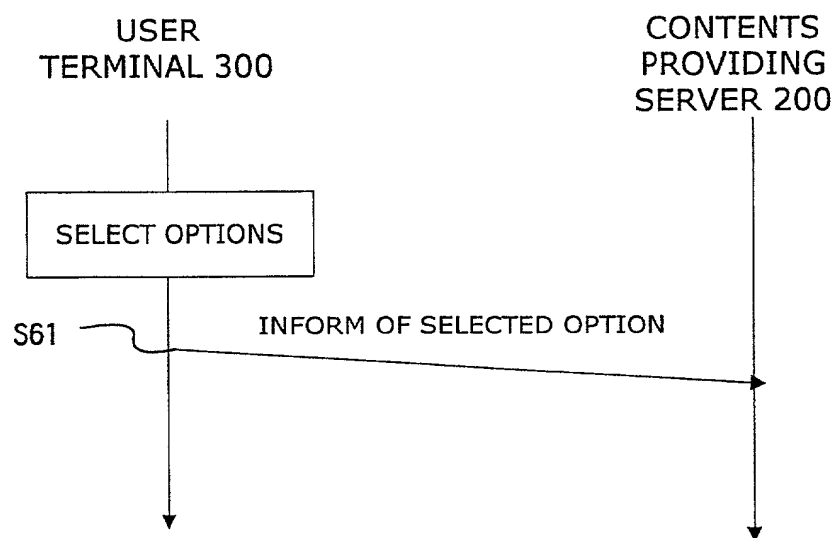 USER
TERMINAL 300
CONTENTS
PROVIDING
SERVER 200
SELECT OPTIONS
S61
INFORM OF SELECTED OPTION